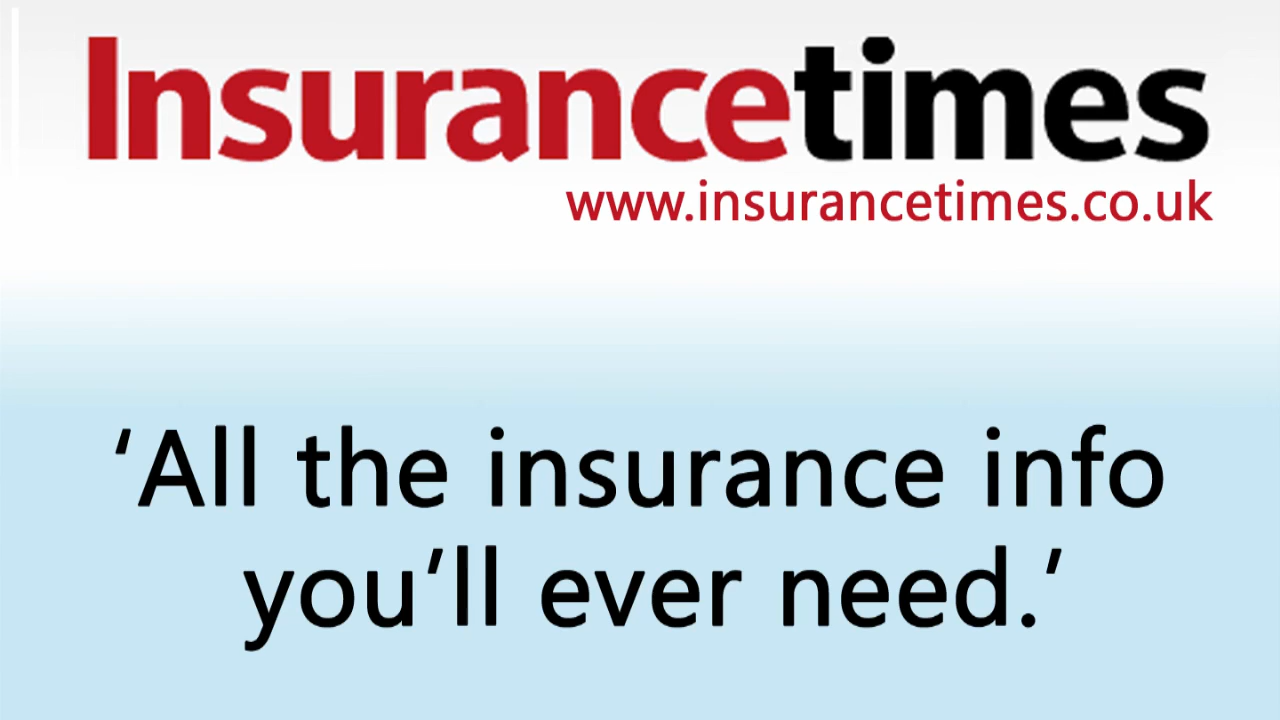 Insurancetimes
www.insurancetimes.co.uk
‘All the insurance info
you’ll ever need.’